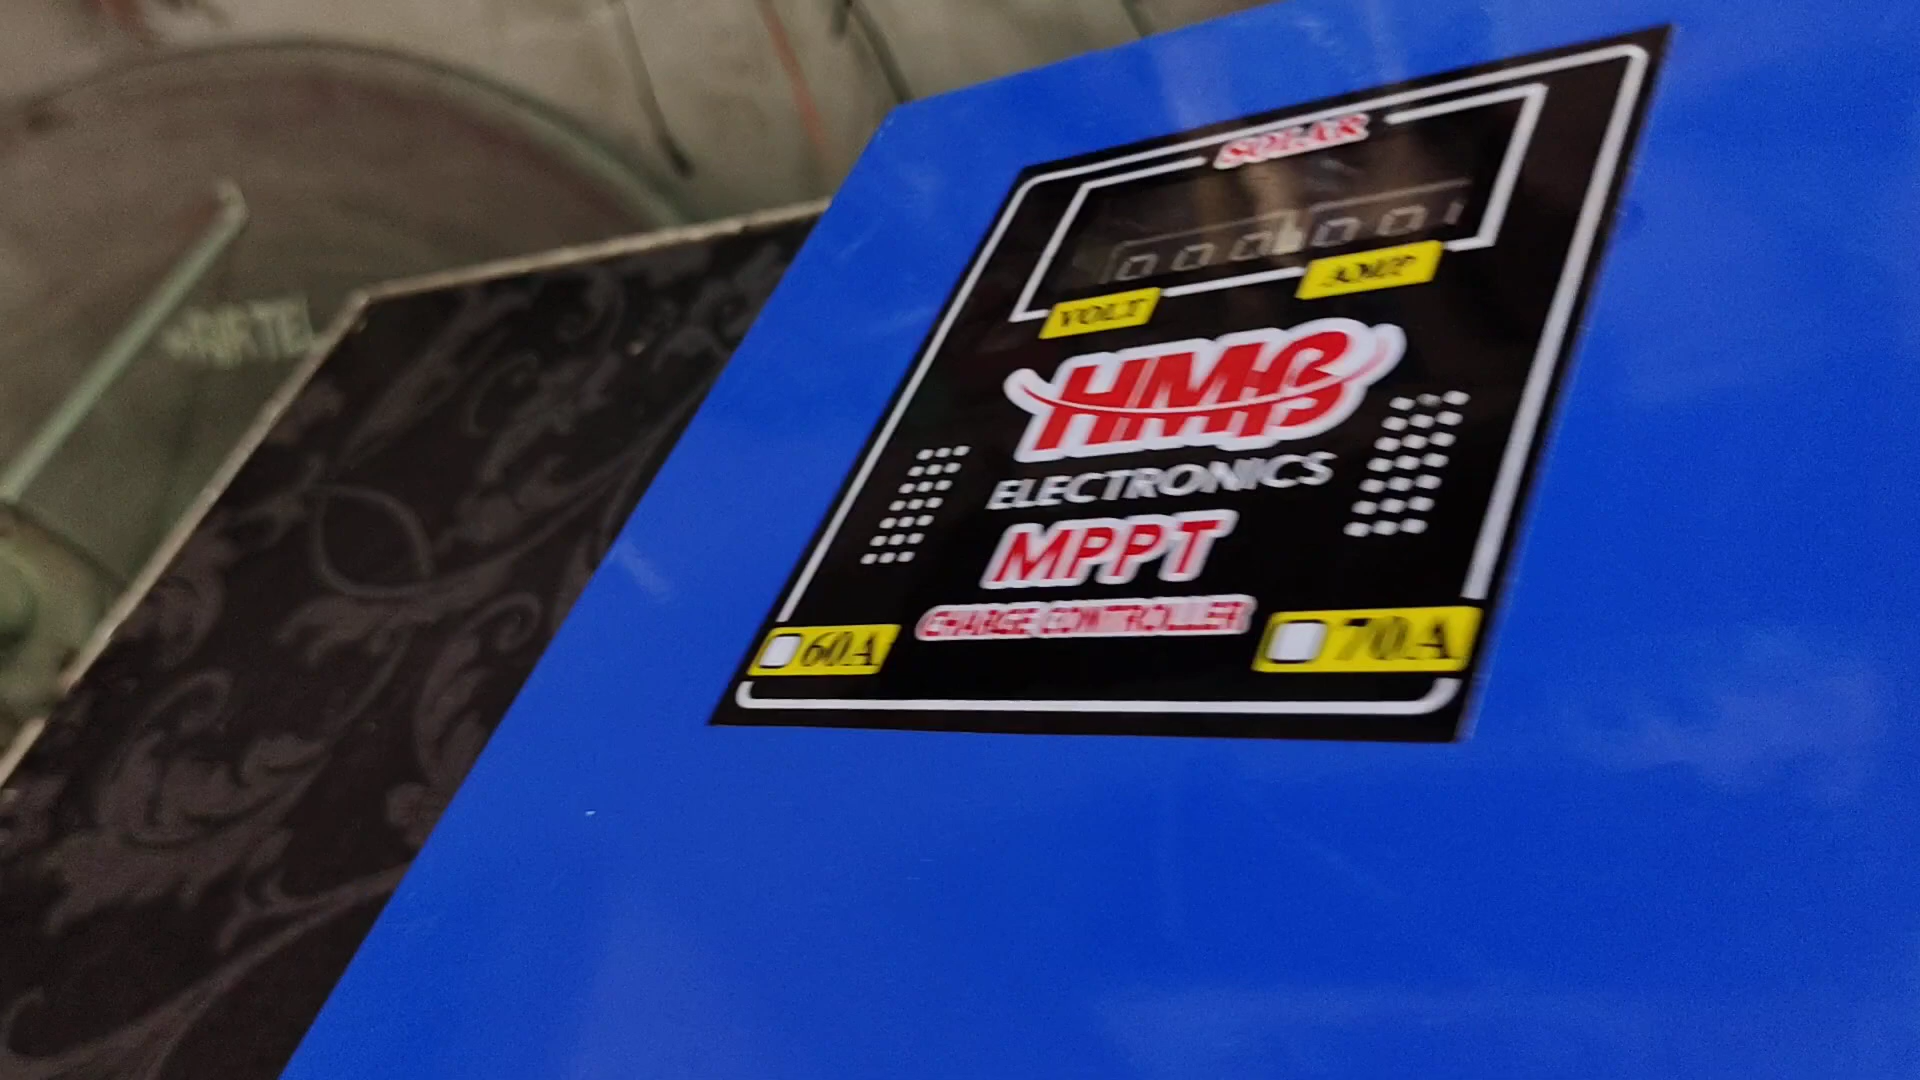 SOLAR
VOLT AMP
HMB
ELECTRONICS
MPPT
CHARGE CONTROLLER
60A 70A